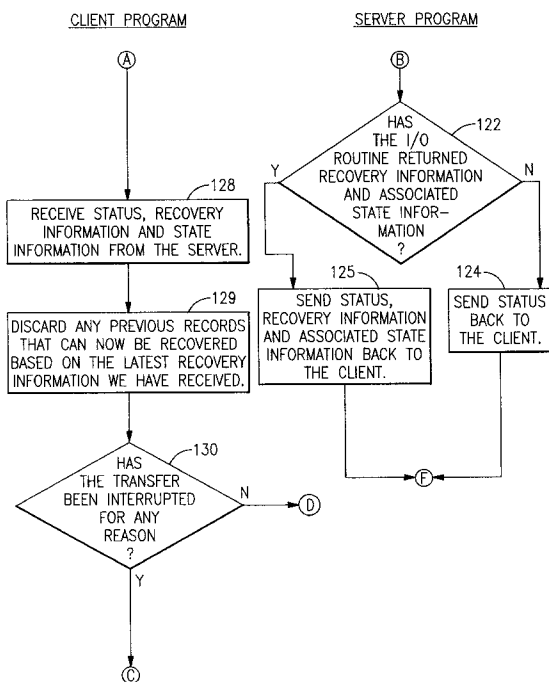 CLIENT PROGRAM
A
128
RECEIVE STATUS, RECOVERY
INFORMATION AND STATE
INFORMATION FROM THE SERVER.
129
DISCARD ANY PREVIOUS RECORDS
THAT CAN NOW BE RECOVERED
BASED ON THE LATEST RECOVERY
INFORMATION WE HAVE RECEIVED.
130
HAS
THE TRANSFER
BEEN INTERRUPTED
FOR ANY
REASON
?
N
D
Y
C
SERVER PROGRAM
B
122
HAS
THE I/O
ROUTINE RETURNED
RECOVERY INFORMATION
AND ASSOCIATED
STATE INFOR-
MATION
?
Y
N
125
SEND STATUS,
RECOVERY INFORMATION
AND ASSOCIATED STATE
INFORMATION BACK TO
THE CLIENT.
124
SEND STATUS
BACK TO
THE CLIENT.
F